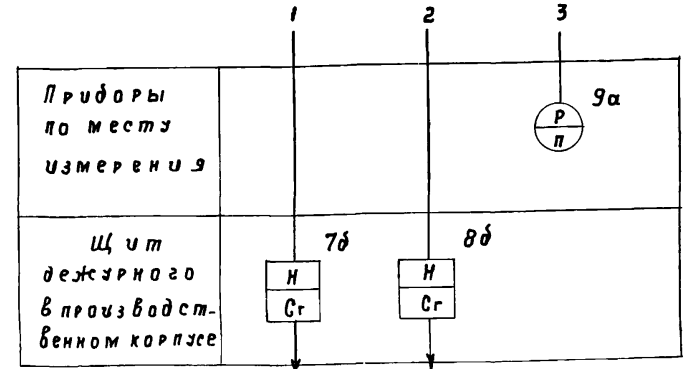 1 2 3
Приборы
по месту
измерения
9а
Р
П
Щит
дежурного
в производст-
венном корпусе
7б
Н
Сг
8б
Н
Сг